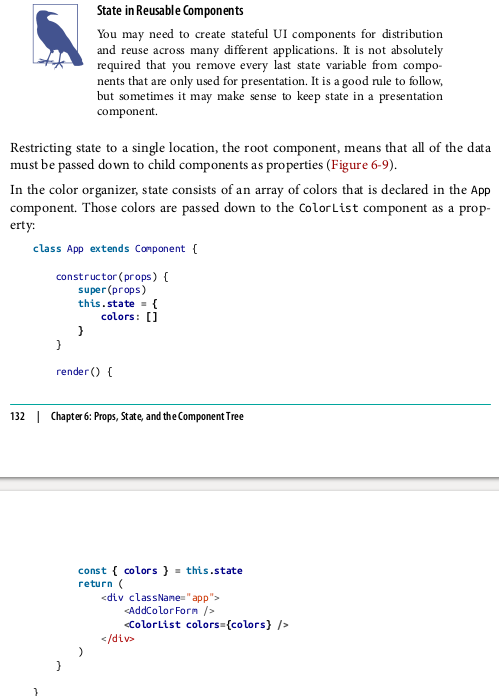 State in Reusable Components
You may need to create stateful UI components for distribution
and reuse across many different applications. It is not absolutely
required that you remove every last state variable from compo-
nents that are only used for presentation. It is a good rule to follow,
but sometimes it may make sense to keep state in a presentation
component.
Restricting state to a single location, the root component, means that all of the data
must be passed down to child components as properties (Figure 6-9).
In the color organizer, state consists of an array of colors that is declared in the App
component. Those colors are passed down to the ColorList component as a prop-
erty:
class App extends Component {
constructor(props) {
super(props)
this.state = {
colors: []
}
}
render() {
132 | Chapter 6: Props, State, and the Component Tree
const { colors } = this.state
return (
<div className="app">
<AddColorForm />
<ColorList colors={colors} />
</div>
)
}
}